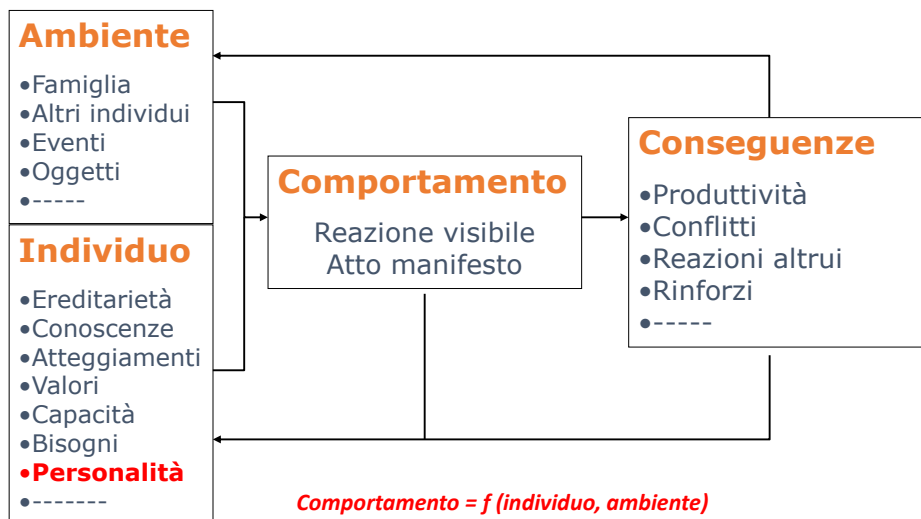 Ambiente
•Famiglia
•Altri individui
•Eventi
•Oggetti
•-----
Individuo
•Ereditarietà
•Conoscenze
•Atteggiamenti
•Valori
•Capacità
•Bisogni
•Personalità
•-------
Comportamento
Reazione visibile
Atto manifesto
Conseguenze
•Produttività
•Conflitti
•Reazioni altrui
•Rinforzi
•-----
Comportamento = f (individuo, ambiente)